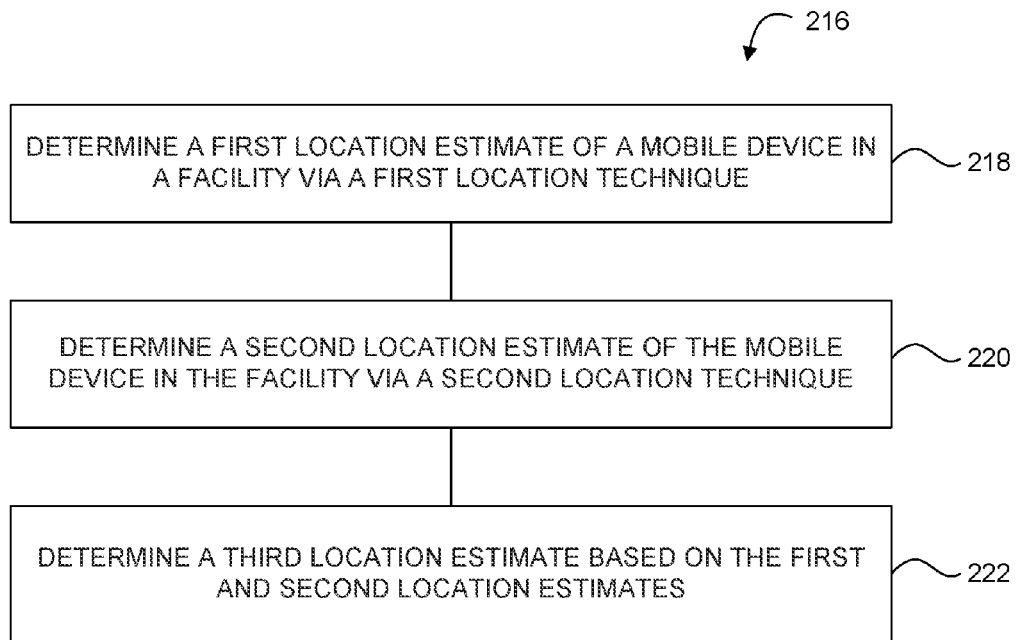 216
DETERMINE A FIRST LOCATION ESTIMATE OF A MOBILE DEVICE IN
A FACILITY VIA A FIRST LOCATION TECHNIQUE
218
DETERMINE A SECOND LOCATION ESTIMATE OF THE MOBILE
DEVICE IN THE FACILITY VIA A SECOND LOCATION TECHNIQUE
220
DETERMINE A THIRD LOCATION ESTIMATE BASED ON THE FIRST
AND SECOND LOCATION ESTIMATES
222